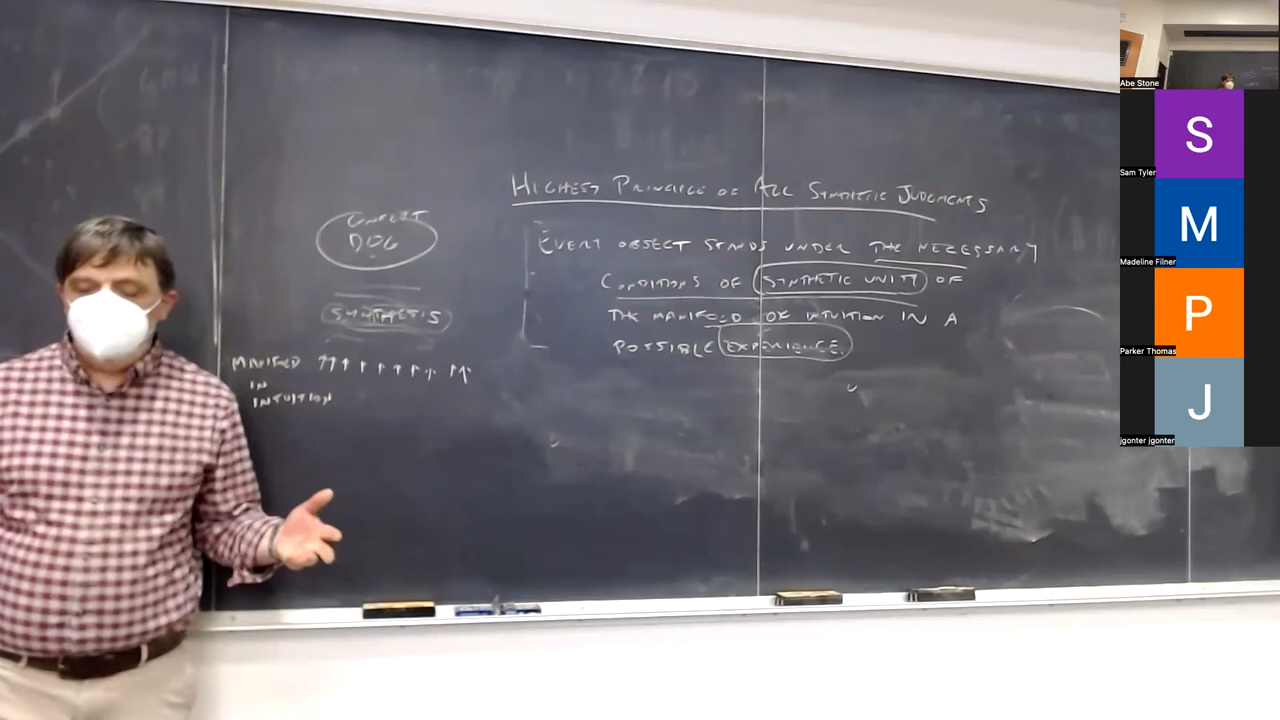 CONCEPT
DOG
SYNTHESIS
MANIFOLD
IN
INTUITION
HIGHEST PRINCIPLE OF ALL SYNTHETIC JUDGMENTS
EVERY OBJECT STANDS UNDER THE NECESSARY
CONDITIONS OF SYNTHETIC UNITY OF
THE MANIFOLD OF INTUITION IN A
POSSIBLE EXPERIENCE.
Abe Stone
S
Sam Tyler
M
Madeline Filner
P
Parker Thomas
J
jgonter jgonter